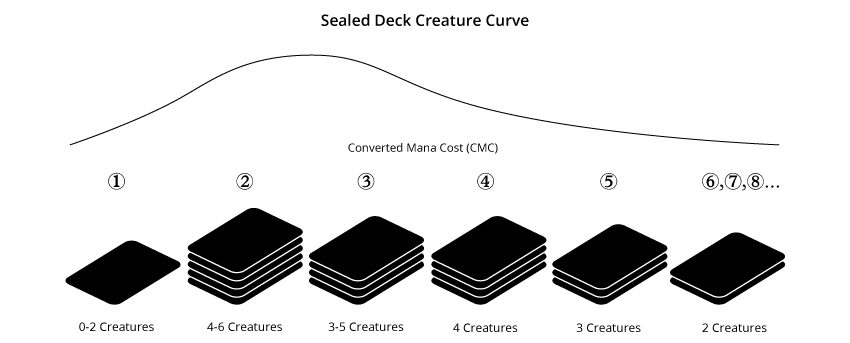 Sealed Deck Creature Curve
Converted Mana Cost (CMC)
① ② ③ ④ ⑤ ⑥,⑦,⑧...
0-2 Creatures 4-6 Creatures 3-5 Creatures 4 Creatures 3 Creatures 2 Creatures